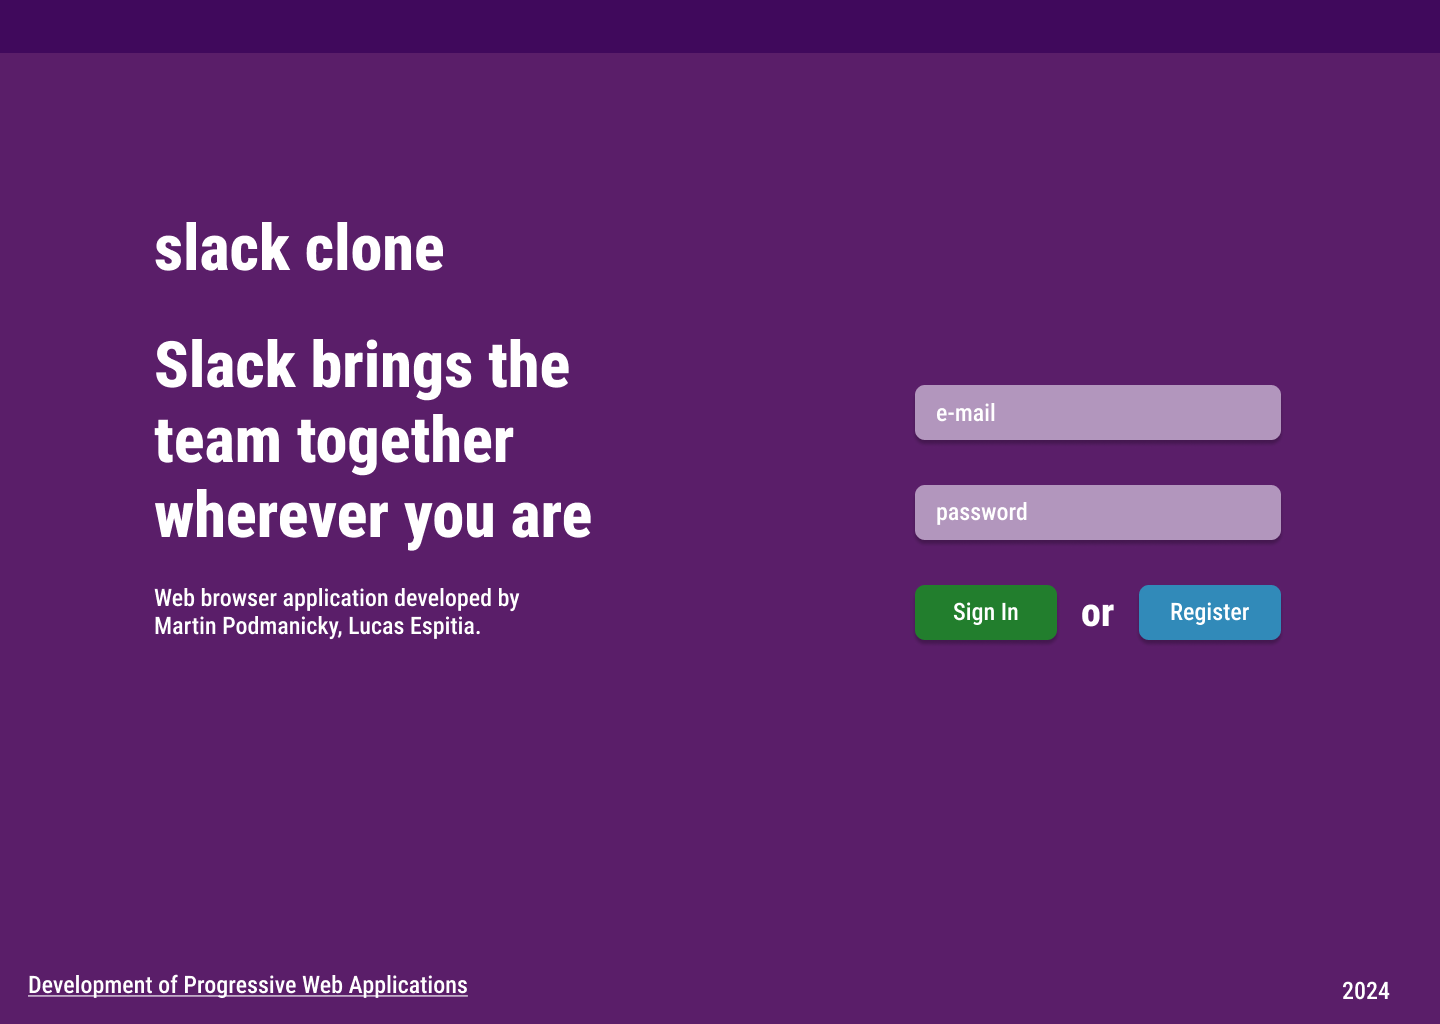 slack clone
Slack brings the
team together
wherever you are
Web browser application developed by
Martin Podmanicky, Lucas Espitia.
e-mail
password
Sign In
or
Register
Development of Progressive Web Applications
2024